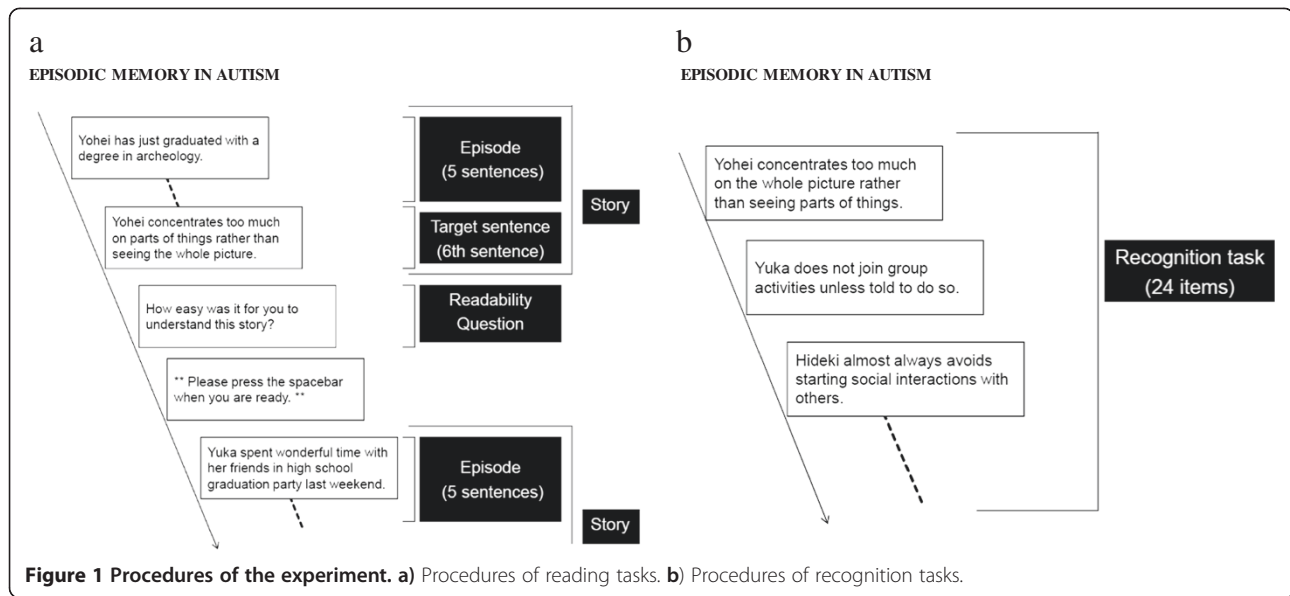 a
EPISODIC MEMORY IN AUTISM
Yohei has just graduated with a
degree in archeology.
Episode
(5 sentences)
Yohei concentrates too much
on parts of things rather than
seeing the whole picture.
Target sentence
(6th sentence)
Story
How easy was it for you to
understand this story?
Readability
Question
** Please press the spacebar
when you are ready. **
Yuka spent wonderful time with
her friends in high school
graduation party last weekend.
Episode
(5 sentences)
Story
b
EPISODIC MEMORY IN AUTISM
Yohei concentrates too much
on the whole picture rather
than seeing parts of things.
Yuka does not join group
activities unless told to do so.
Hideki almost always avoids
starting social interactions with
others.
Recognition task
(24 items)
Figure 1 Procedures of the experiment. a) Procedures of reading tasks. b) Procedures of recognition tasks.